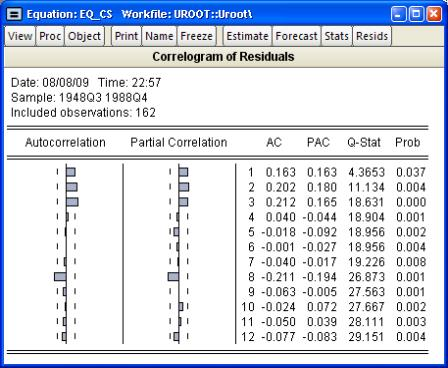 Equation: EQ_CS Workfile: UROOT::Uroot\
View Proc Object Print Name Freeze Estimate Forecast Stats Resids
Correlogram of Residuals
Date: 08/08/09 Time: 22:57
Sample: 1948Q3 1988Q4
Included observations: 162
Autocorrelation Partial Correlation AC PAC Q-Stat Prob
1 0.163 0.163 4.3653 0.037
2 0.202 0.180 11.134 0.004
3 0.212 0.165 18.631 0.000
4 0.040 -0.044 18.904 0.001
5 -0.018 -0.092 18.956 0.002
6 -0.001 -0.027 18.956 0.004
7 -0.040 -0.017 19.226 0.008
8 -0.211 -0.194 26.873 0.001
9 -0.063 -0.005 27.563 0.001
10 -0.024 0.072 27.667 0.002
11 -0.050 0.039 28.111 0.003
12 -0.077 -0.083 29.151 0.004